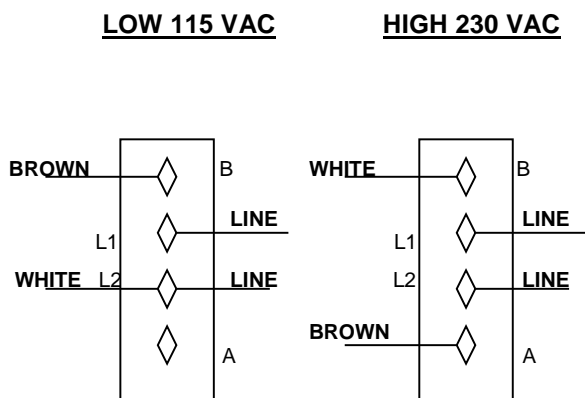 LOW 115 VAC
HIGH 230 VAC
BROWN
B
LINE
L1
WHITE
L2
LINE
A
WHITE
B
LINE
L1
L2
LINE
BROWN
A